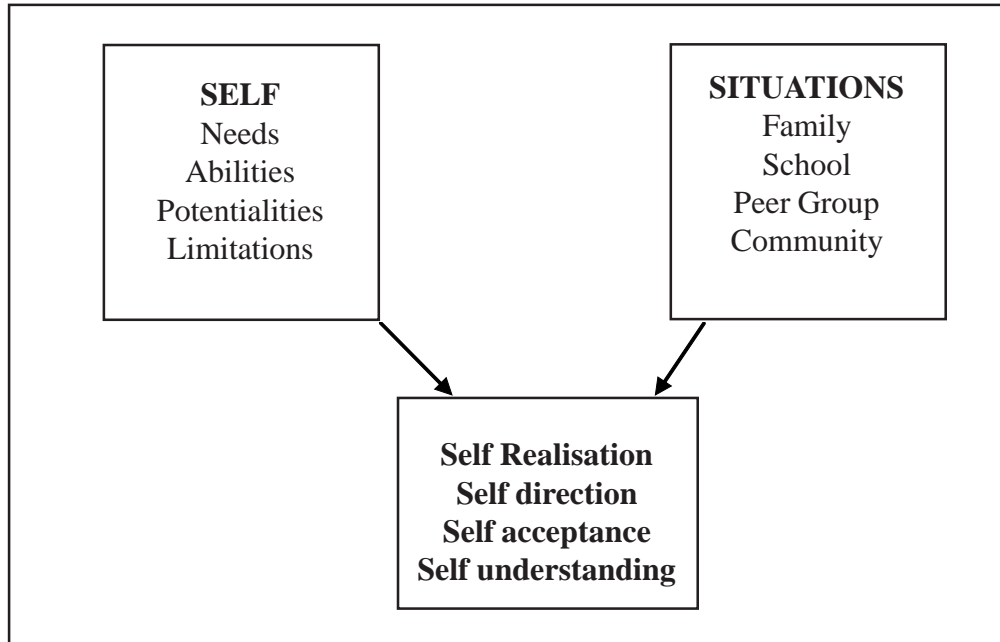 SELF
Needs
Abilities
Potentialities
Limitations
SITUATIONS
Family
School
Peer Group
Community
Self Realisation
Self direction
Self acceptance
Self understanding